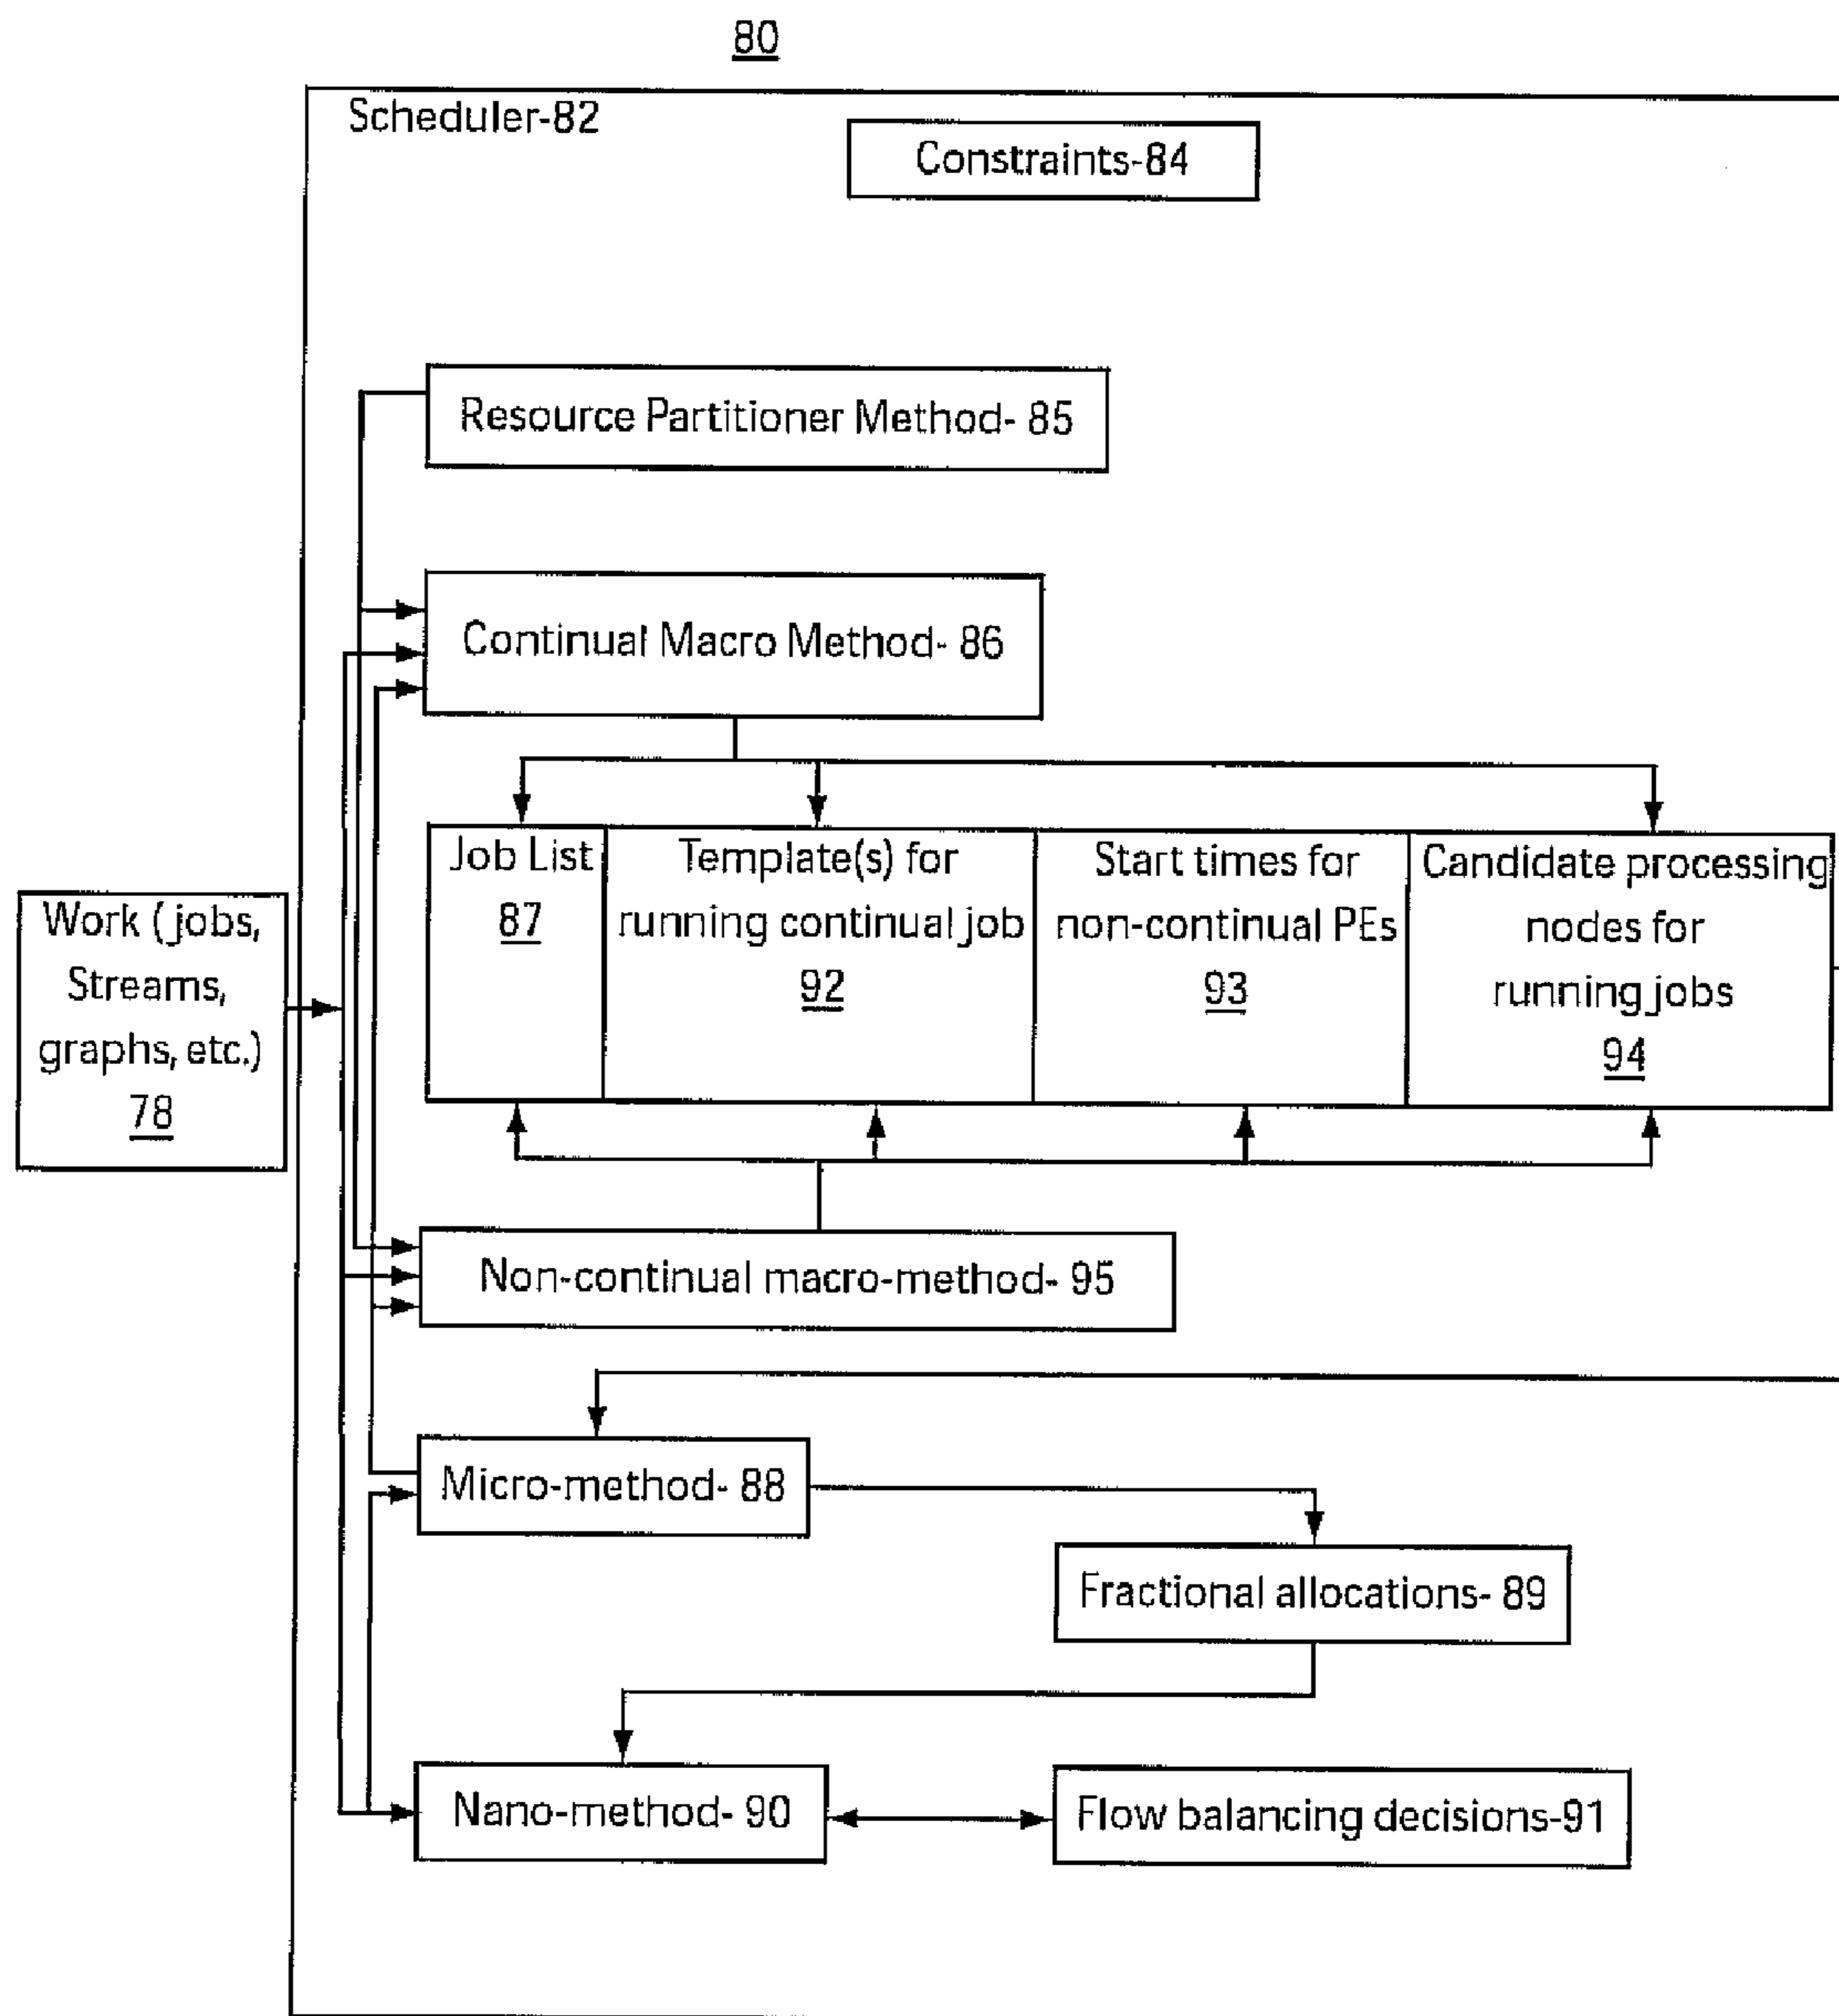 80
Scheduler-82
Constraints-84
Resource Partitioner Method- 85
Continual Macro Method- 86
Job List
87
Template(s) for
running continual job
92
Start times for
non-continual PEs
93
Candidate processing
nodes for
running jobs
94
Work (jobs,
Streams,
graphs, etc.)
78
Non-continual macro-method- 95
Micro-method- 88
Fractional allocations- 89
Nano-method- 90
Flow balancing decisions-91